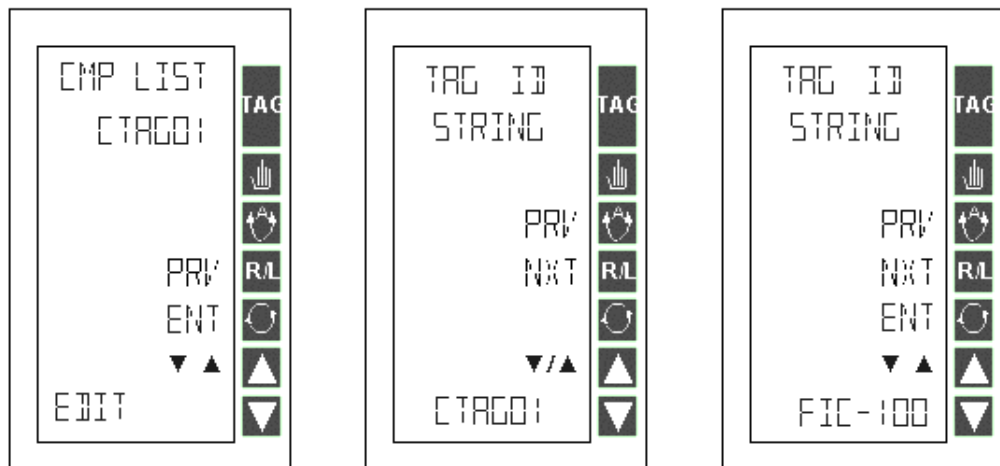 CMP LIST
CTAG01
PRV
ENT
▼ ▲
EDIT
TAG
R/L
TAG ID
STRING
PRV
NXT
▼/▲
CTAG01
TAG
R/L
TAG ID
STRING
PRV
NXT
ENT
▼ ▲
FIC-100
TAG
A
R/L